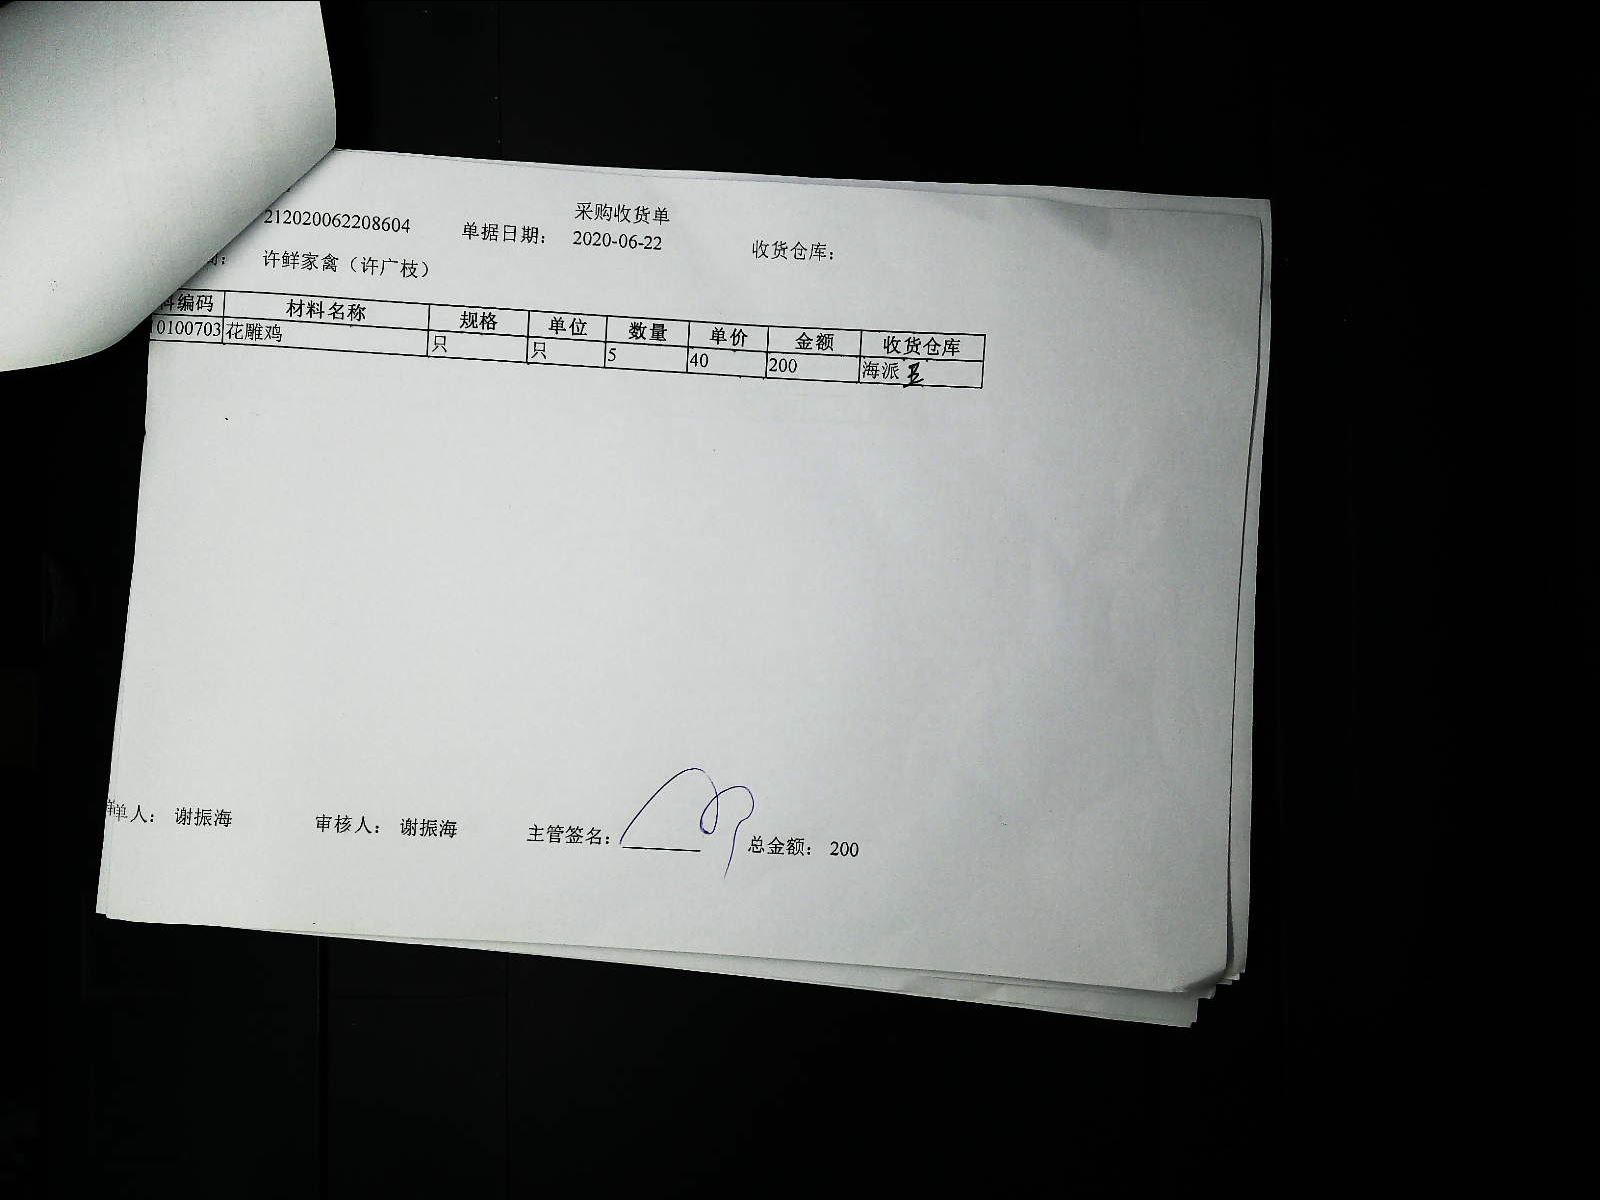 采购收货单
212020062208604 单据日期: 2020-06-22 收货仓库:
商: 许鲜家禽（许广枝）
料编码 材料名称 规格 单位 数量 单价 金额 收货仓库
0100703 花雕鸡 只 只 5 40 200 海派
单人: 谢振海 审核人: 谢振海 主管签名: 总金额: 200